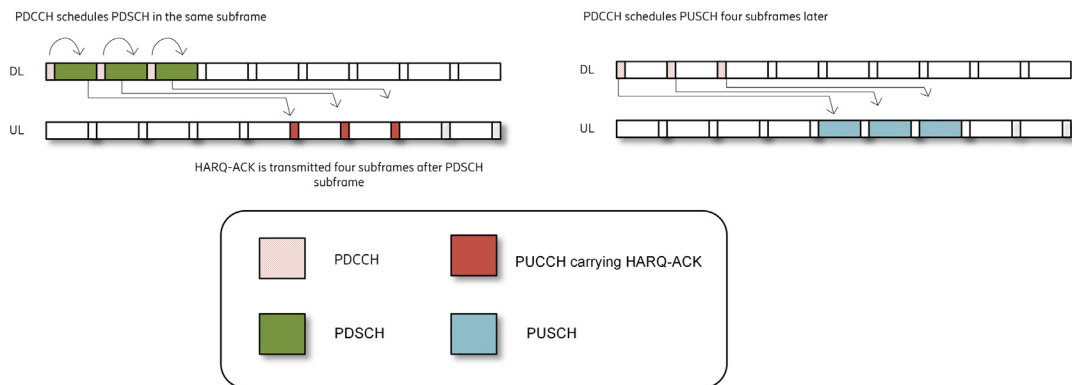 PDCCH schedules PDSCH in the same subframe
PDCCH schedules PUSCH four subframes later
DL
DL
UL
UL
HARQ-ACK is transmitted four subframes after PDSCH
subframe
PDCCH
PUCCH carrying HARQ-ACK
PDSCH
PUSCH